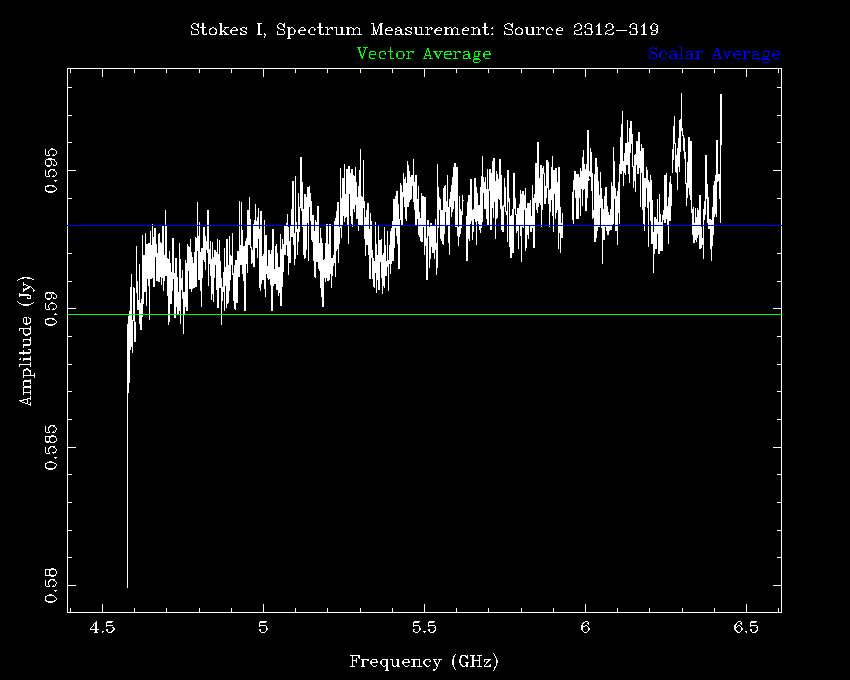 Stokes I, Spectrum Measurement: Source 2312-319
Vector Average Scalar Average
0.595
0.59
0.585
0.58
Amplitude (Jy)
4.5 5 5.5 6 6.5
Frequency (GHz)